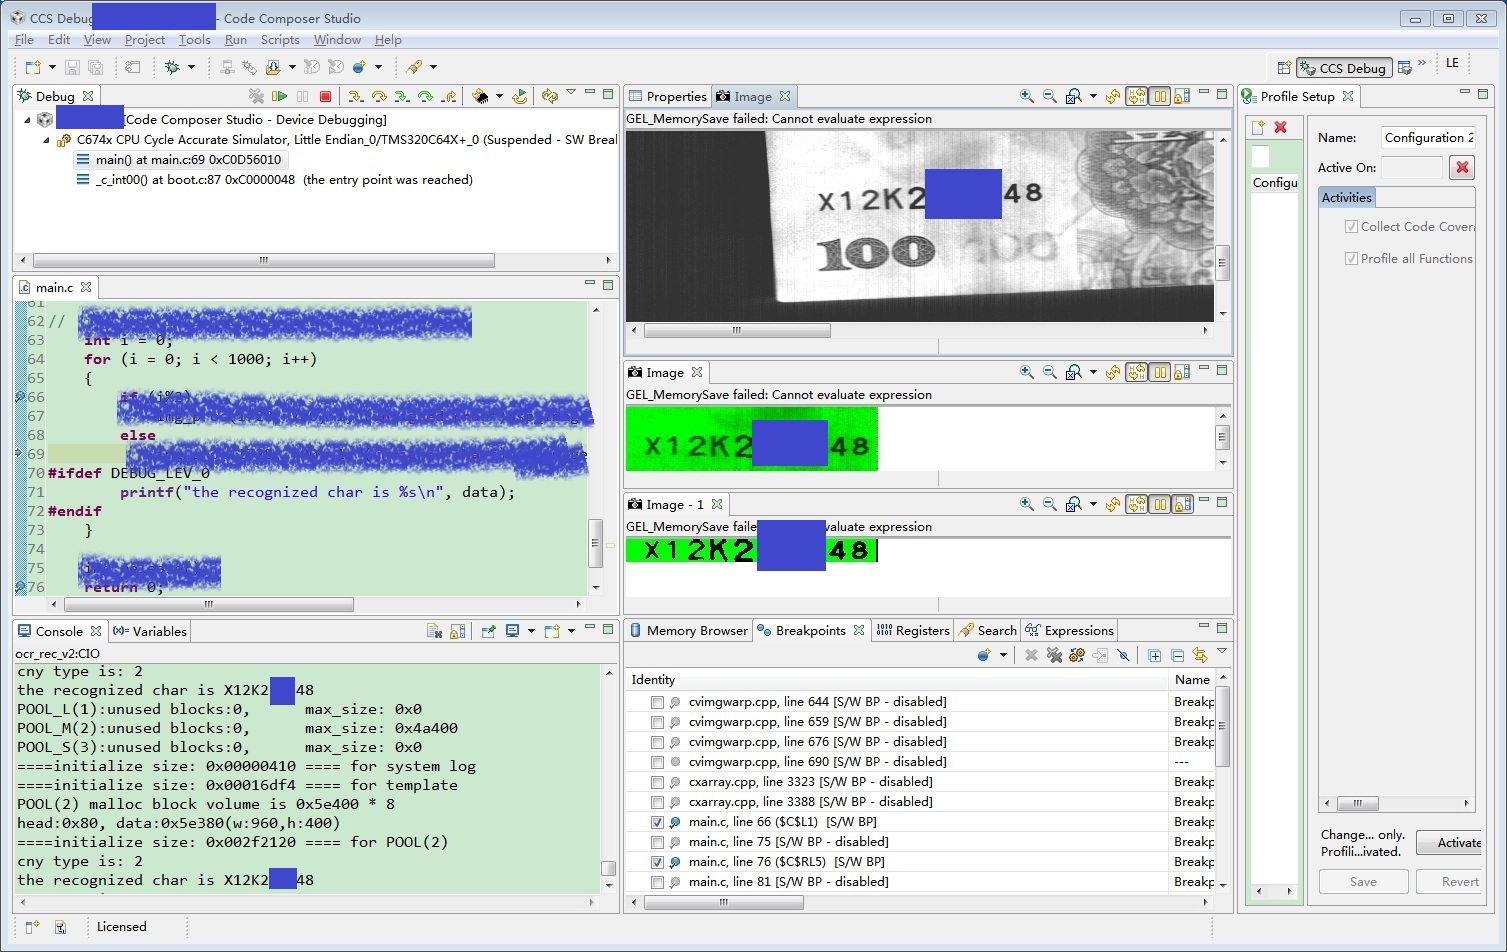 CCS Debug - Code Composer Studio
File Edit View Project Tools Run Scripts Window Help
CCS Debug
LE
Debug
[Code Composer Studio - Device Debugging]
C674x CPU Cycle Accurate Simulator, Little Endian_0/TMS320C64X+_0 (Suspended - SW Breal
main() at main.c:69 0xC0D56010
_c_int00() at boot.c:87 0xC0000048 (the entry point was reached)
main.c
61
62 //
63 int i = 0;
64 for (i = 0; i < 1000; i++)
65 {
66
67
68 else
69
70 #ifdef DEBUG_LEV_0
71 printf("the recognized char is %s\n", data);
72 #endif
73 }
74
75
76 return 0;
Console Variables
ocr_rec_v2:CIO
cny type is: 2
the recognized char is X12K2 48
POOL_L(1):unused blocks:0, max_size: 0x0
POOL_M(2):unused blocks:0, max_size: 0x4a400
POOL_S(3):unused blocks:0, max_size: 0x0
====initialize size: 0x00000410 ==== for system log
====initialize size: 0x00016df4 ==== for template
POOL(2) malloc block volume is 0x5e400 * 8
head:0x80, data:0x5e380(w:960,h:400)
====initialize size: 0x002f2120 ==== for POOL(2)
cny type is: 2
the recognized char is X12K2 48
Licensed
Properties Image
GEL_MemorySave failed: Cannot evaluate expression
X12K2 48
100 100
Image
GEL_MemorySave failed: Cannot evaluate expression
X12K2 48
Image - 1
GEL_MemorySave faile valuate expression
X12K2 48
Memory Browser Breakpoints Registers Search Expressions
Identity Name
cvimgwarp.cpp, line 644 [S/W BP - disabled] Breakp
cvimgwarp.cpp, line 659 [S/W BP - disabled] Breakp
cvimgwarp.cpp, line 676 [S/W BP - disabled] Breakp
cvimgwarp.cpp, line 690 [S/W BP - disabled] ---
cxarray.cpp, line 3323 [S/W BP - disabled] Breakp
cxarray.cpp, line 3388 [S/W BP - disabled] Breakp
main.c, line 66 ($C$L1) [S/W BP] Breakp
main.c, line 75 [S/W BP - disabled] Breakp
main.c, line 76 ($C$RL5) [S/W BP] Breakp
main.c, line 81 [S/W BP - disabled] Breakp
Profile Setup
Configu
Name: Configuration 2
Active On:
Activities
Collect Code Covera
Profile all Functions
Change... only.
Profili...ivated.
Activate
Save Revert